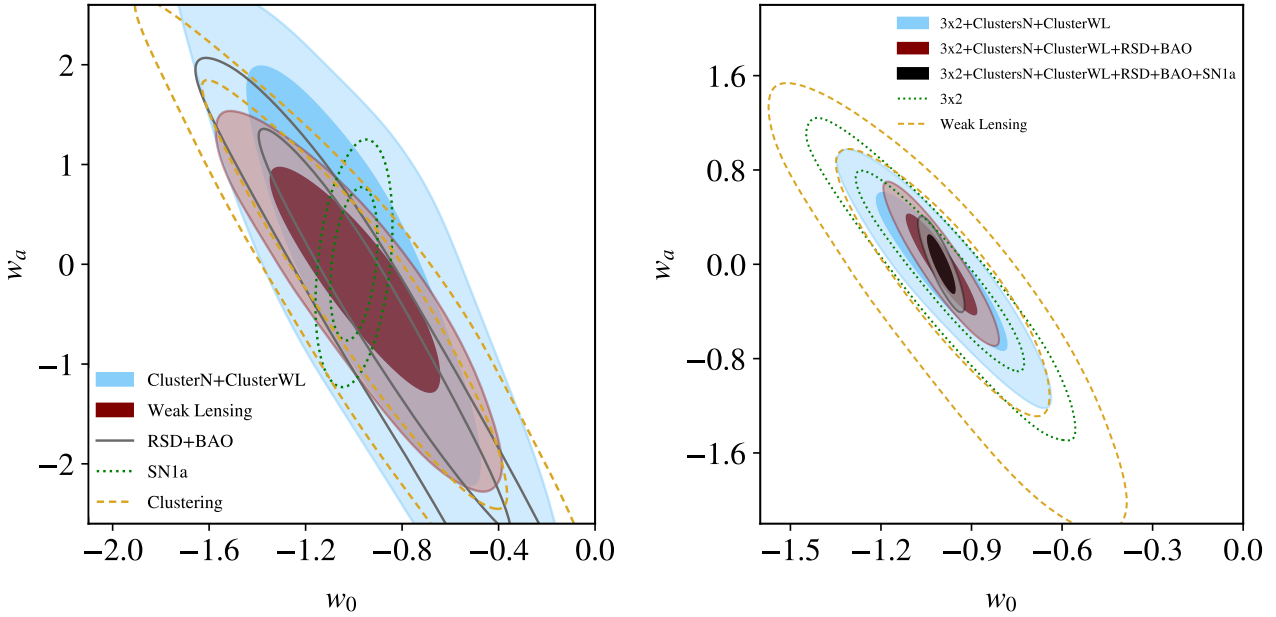 2
1
0
−1
−2
w_a
ClusterN+ClusterWL
Weak Lensing
RSD+BAO
SN1a
Clustering
−2.0 −1.6 −1.2 −0.8 −0.4 0.0
w_0
1.6
0.8
0.0
−0.8
−1.6
w_a
3x2+ClustersN+ClusterWL
3x2+ClustersN+ClusterWL+RSD+BAO
3x2+ClustersN+ClusterWL+RSD+BAO+SN1a
3x2
Weak Lensing
−1.5 −1.2 −0.9 −0.6 −0.3 0.0
w_0